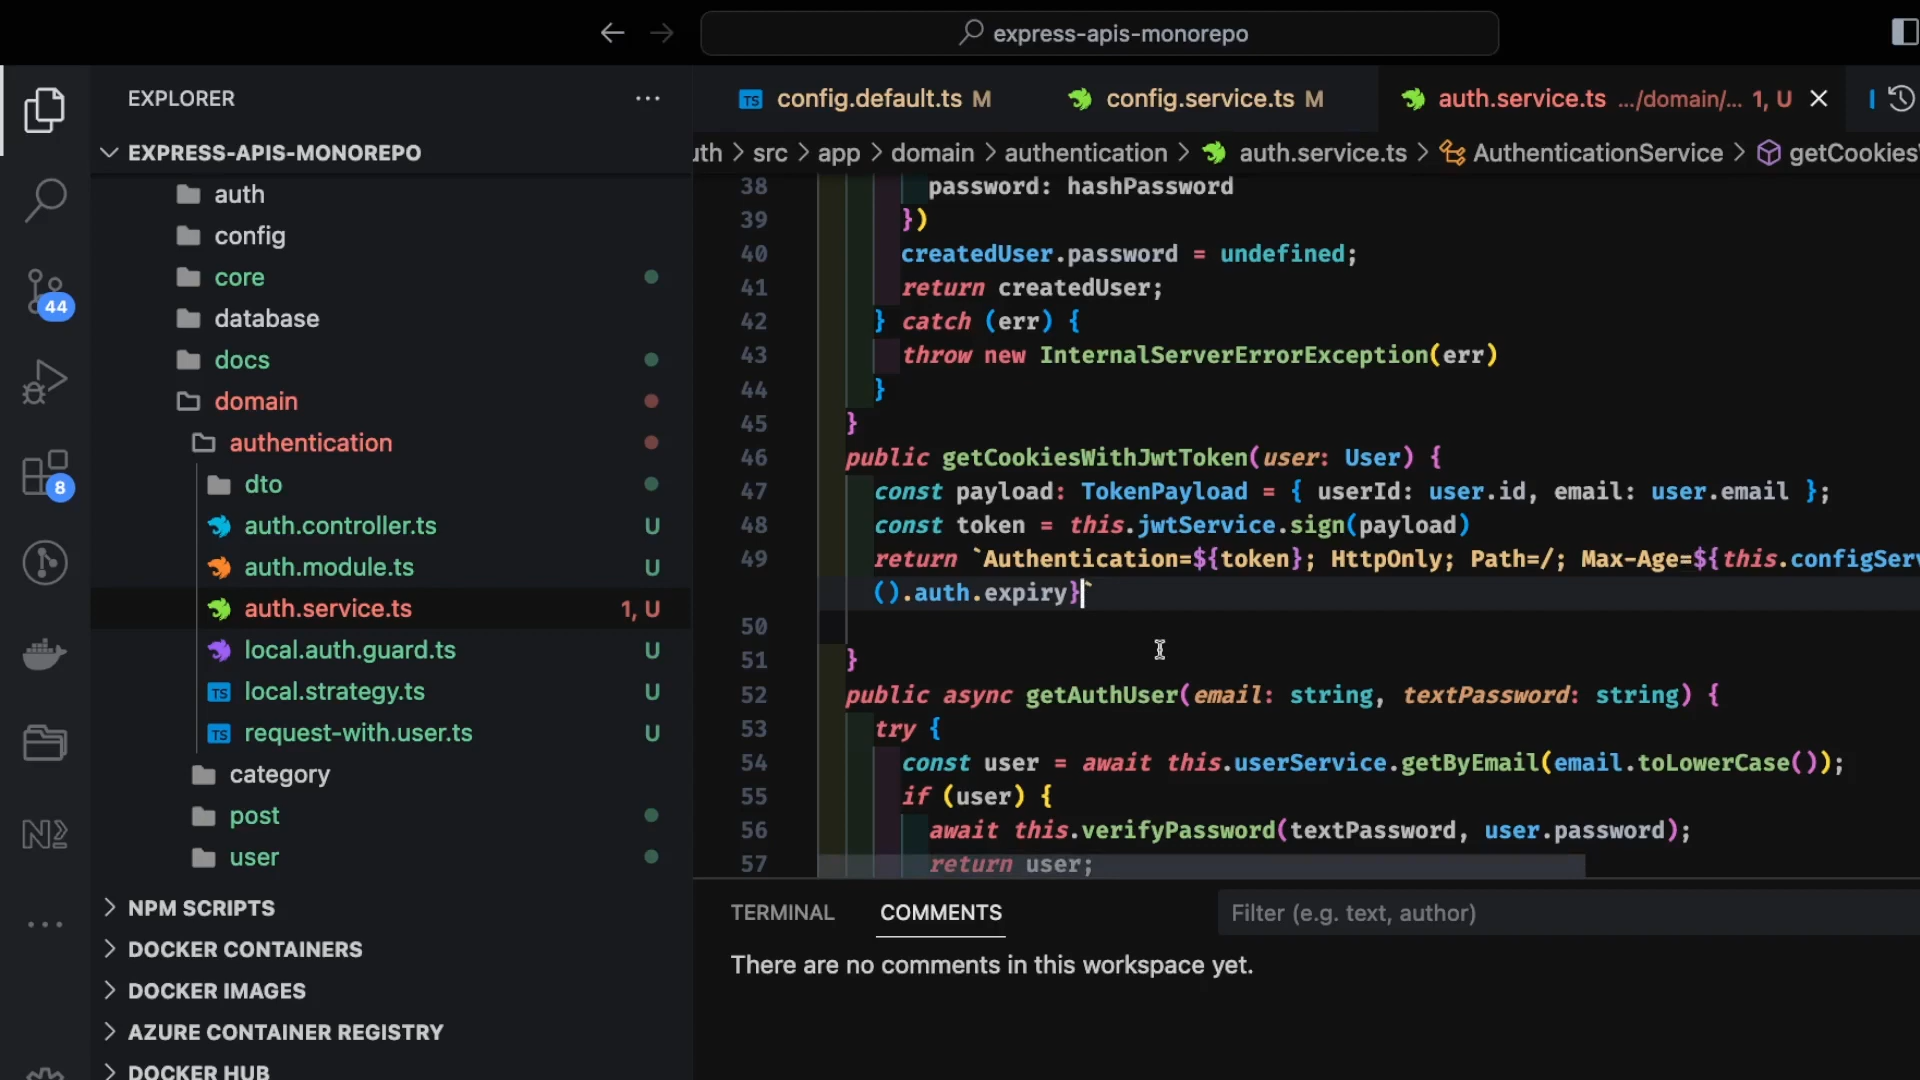 express-apis-monorepo
EXPLORER
config.default.ts M
config.service.ts M
auth.service.ts .../domain/... 1, U
EXPRESS-APIS-MONOREPO
uth > src > app > domain > authentication > auth.service.ts > AuthenticationService > getCookies
auth
config
core
database
docs
domain
authentication
dto
auth.controller.ts U
auth.module.ts U
auth.service.ts 1, U
local.auth.guard.ts U
local.strategy.ts U
request-with.user.ts U
category
post
user
NPM SCRIPTS
DOCKER CONTAINERS
DOCKER IMAGES
AZURE CONTAINER REGISTRY
DOCKER HUB
44
8
38 password: hashPassword
39 })
40 createdUser.password = undefined;
41 return createdUser;
42 } catch (err) {
43 throw new InternalServerErrorException(err)
44 }
45 }
46 public getCookiesWithJwtToken(user: User) {
47 const payload: TokenPayload = { userId: user.id, email: user.email };
48 const token = this.jwtService.sign(payload)
49 return `Authentication=${token}; HttpOnly; Path=/; Max-Age=${this.configServ
().auth.expiry}`
50
51 }
52 public async getAuthUser(email: string, textPassword: string) {
53 try {
54 const user = await this.userService.getByEmail(email.toLowerCase());
55 if (user) {
56 await this.verifyPassword(textPassword, user.password);
57 return user;
TERMINAL
COMMENTS
Filter (e.g. text, author)
There are no comments in this workspace yet.